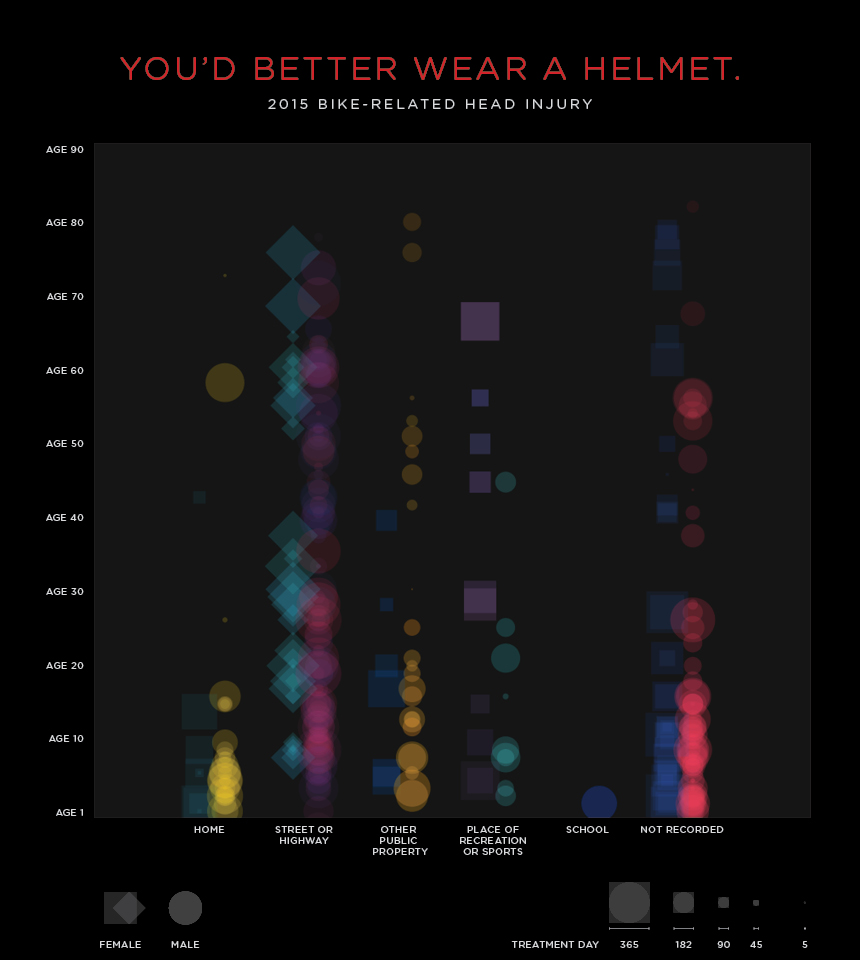 YOU'D BETTER WEAR A HELMET.
2015 BIKE-RELATED HEAD INJURY
AGE 90
AGE 80
AGE 70
AGE 60
AGE 50
AGE 40
AGE 30
AGE 20
AGE 10
AGE 1
HOME
STREET OR
HIGHWAY
OTHER
PUBLIC
PROPERTY
PLACE OF
RECREATION
OR SPORTS
SCHOOL
NOT RECORDED
FEMALE
MALE
TREATMENT DAY
365
182
90
45
5